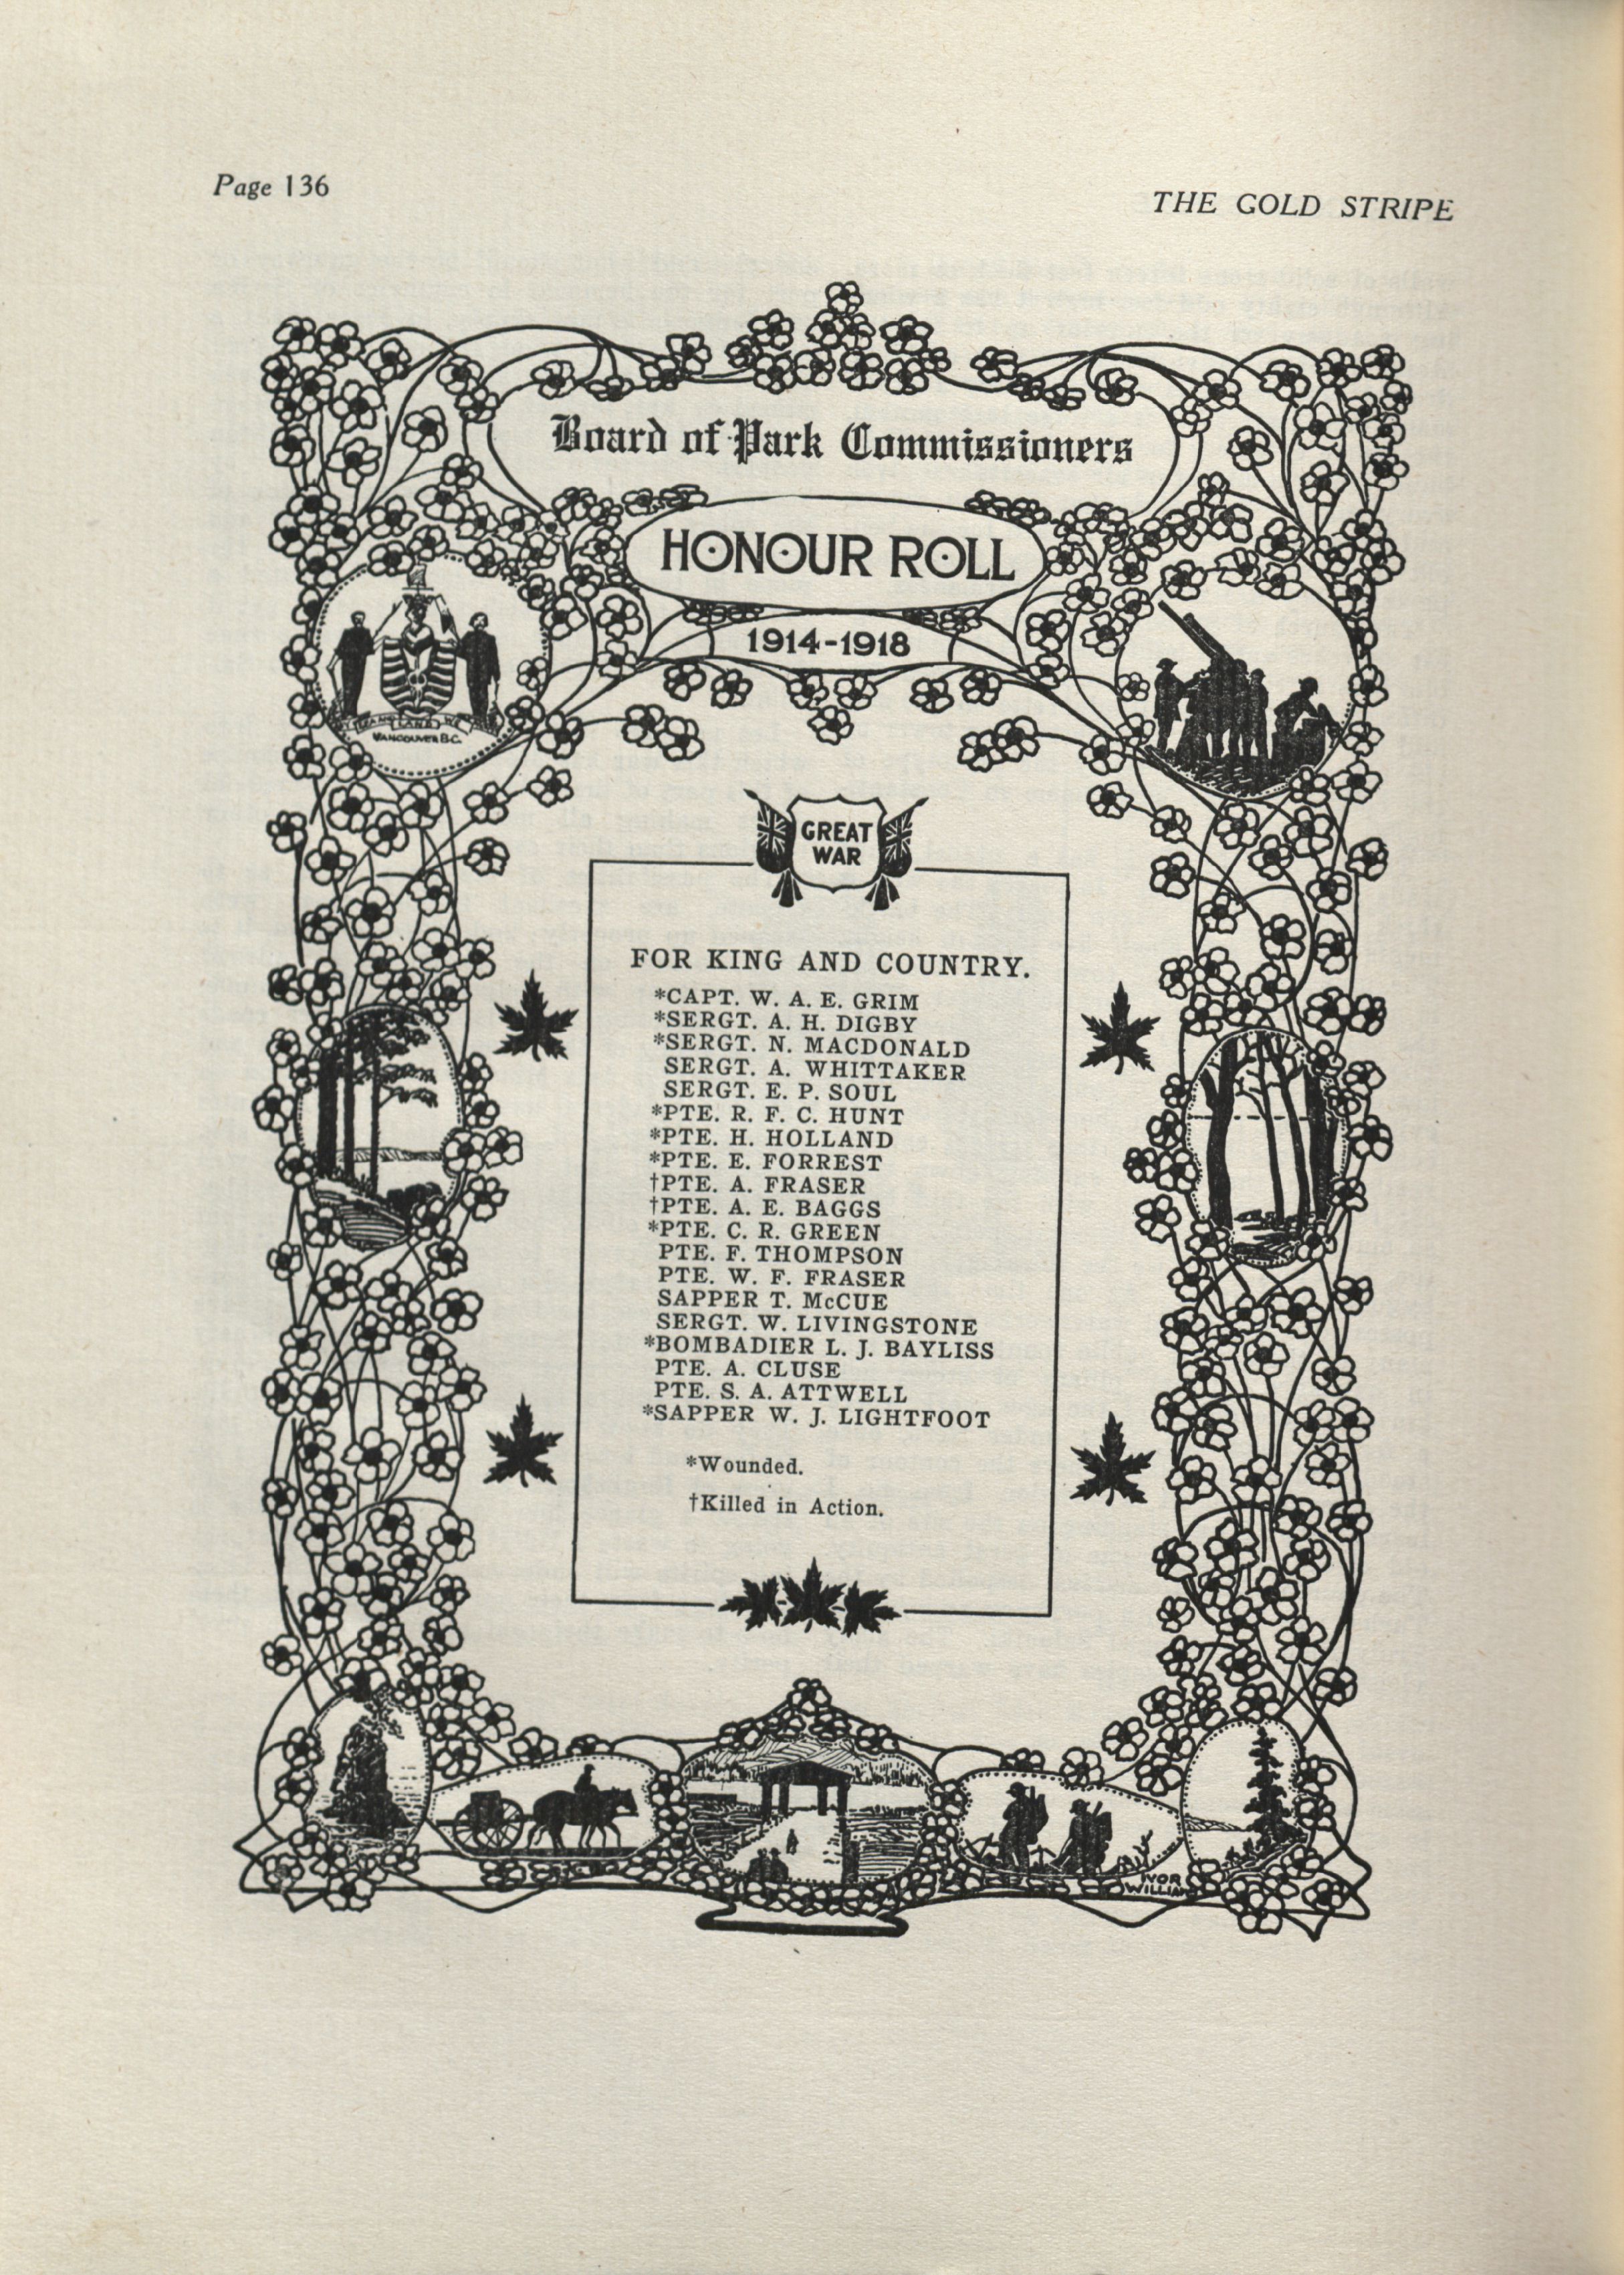 Page 136
THE GOLD STRIPE
Board of Park Commissioners
HONOUR ROLL
1914-1918
VANCOUVER B.C.
GREAT
WAR
FOR KING AND COUNTRY.
*CAPT. W. A. E. GRIM
*SERGT. A. H. DIGBY
*SERGT. N. MACDONALD
SERGT. A. WHITTAKER
SERGT. E. P. SOUL
*PTE. R. F. C. HUNT
*PTE. H. HOLLAND
*PTE. E. FORREST
†PTE. A. FRASER
†PTE. A. E. BAGGS
*PTE. C. R. GREEN
PTE. F. THOMPSON
PTE. W. F. FRASER
SAPPER T. McCUE
SERGT. W. LIVINGSTONE
*BOMBADIER L. J. BAYLISS
PTE. A. CLUSE
PTE. S. A. ATTWELL
*SAPPER W. J. LIGHTFOOT
*Wounded.
†Killed in Action.
IVOR